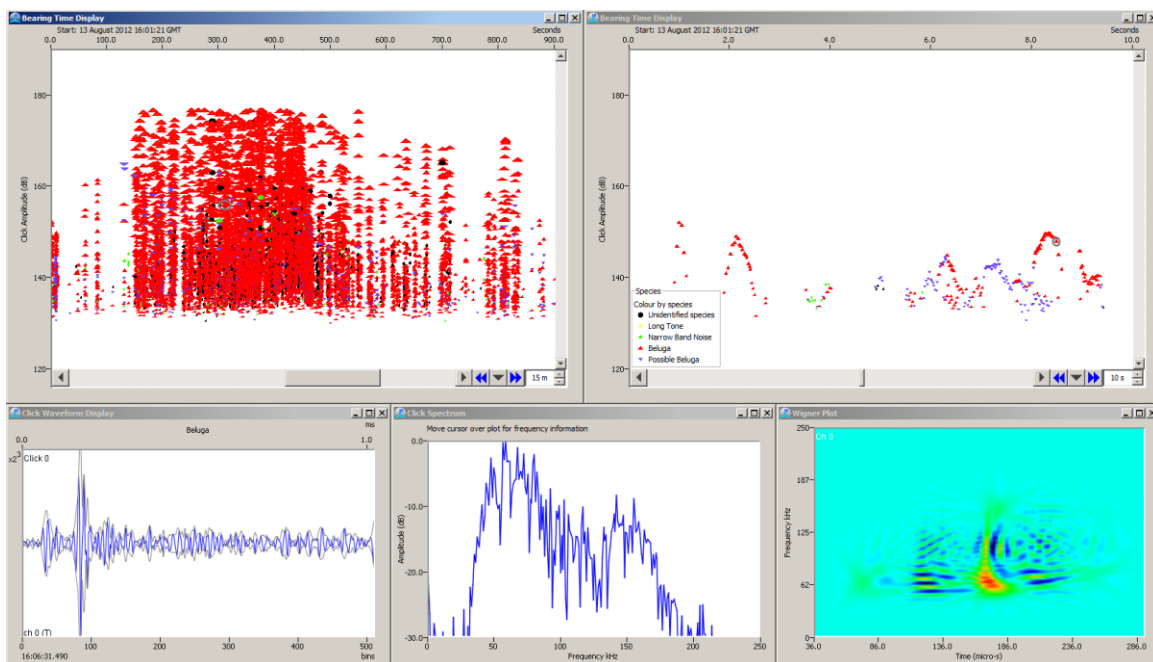 Bearing Time Display
Start: 13 August 2012 16:01:21 GMT Seconds
0.0 100.0 200.0 300.0 400.0 500.0 600.0 700.0 800.0 900.0
180
160
140
120
Click Amplitude (dB)
15 m
Bearing Time Display
Start: 13 August 2012 16:01:21 GMT Seconds
0.0 2.0 4.0 6.0 8.0 10.0
180
160
140
120
Click Amplitude (dB)
Species
Colour by species
Unidentified species
Long Tone
Narrow Band Noise
Beluga
Possible Beluga
10 s
Click Waveform Display
Beluga ms
0.0 1.0
x2^3
Click 0
ch 0 (T)
0 100 200 300 400 500
16:06:31.490 bins
Click Spectrum
Move cursor over plot for frequency information
0.0
-10.0
-20.0
-30.0
Amplitude (dB)
0 50 100 150 200 250
Frequency kHz
Wigner Plot
Ch 0
250
187
125
62
0
Frequency kHz
36.0 86.0 136.0 186.0 236.0 286.0
Time (micro-s)